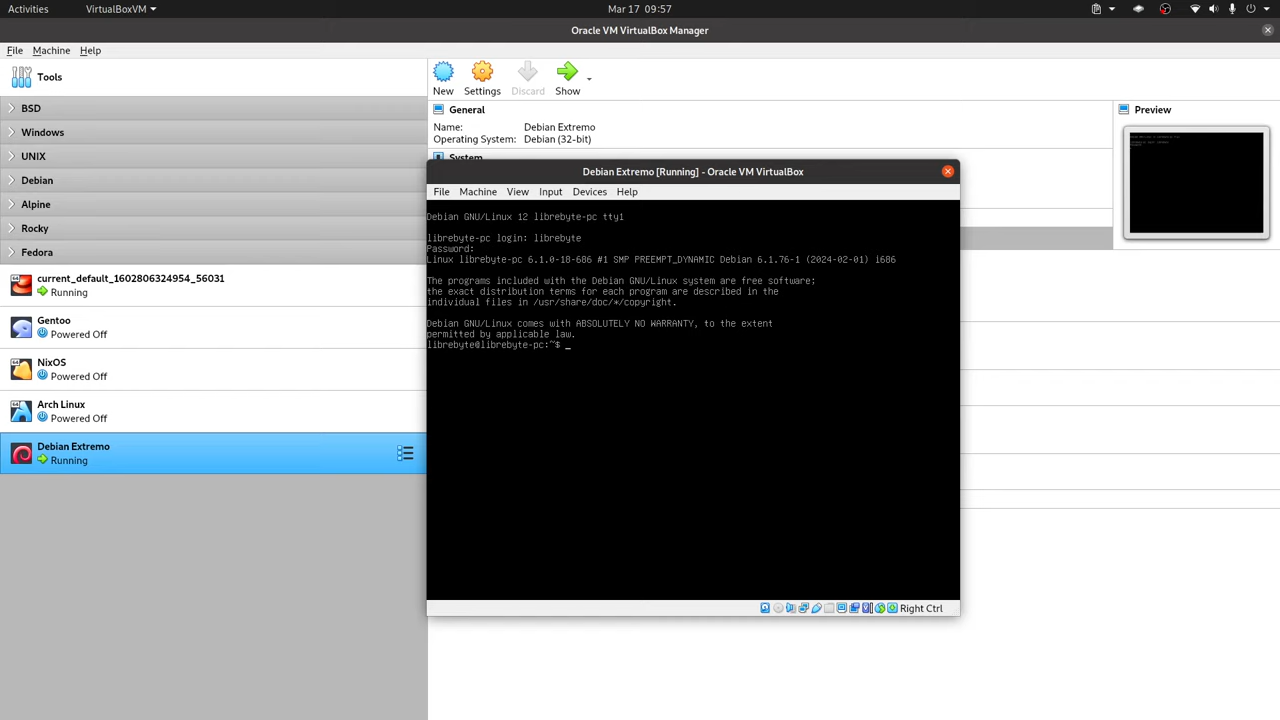 Activities
VirtualBoxVM
Mar 17 09:57
Oracle VM VirtualBox Manager
File Machine Help
Tools
BSD
Windows
UNIX
Debian
Alpine
Rocky
Fedora
current_default_1602806324954_56031
Running
64
Gentoo
Powered Off
64
NixOS
Powered Off
64
Arch Linux
Powered Off
Debian Extremo
Running
New
Settings
Discard
Show
General
Name: Debian Extremo
Operating System: Debian (32-bit)
System
Preview
Debian Extremo [Running] - Oracle VM VirtualBox
File Machine View Input Devices Help
Debian GNU/Linux 12 librebyte-pc tty1
librebyte-pc login: librebyte
Password:
Linux librebyte-pc 6.1.0-18-686 #1 SMP PREEMPT_DYNAMIC Debian 6.1.76-1 (2024-02-01) i686
The programs included with the Debian GNU/Linux system are free software;
the exact distribution terms for each program are described in the
individual files in /usr/share/doc/*/copyright.
Debian GNU/Linux comes with ABSOLUTELY NO WARRANTY, to the extent
permitted by applicable law.
librebyte@librebyte-pc:~$ _
Right Ctrl